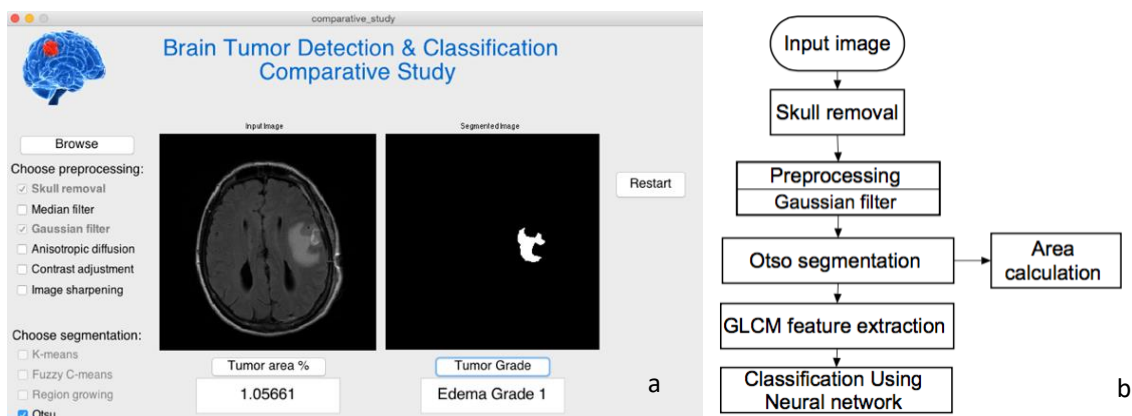 comparative_study
Brain Tumor Detection & Classification
Comparative Study
Browse
Choose preprocessing:
Skull removal
Median filter
Gaussian filter
Anisotropic diffusion
Contrast adjustment
Image sharpening
Choose segmentation:
K-means
Fuzzy C-means
Region growing
Otsu
Input Image
Segmented Image
Restart
Tumor area %
1.05661
Tumor Grade
Edema Grade 1
a
Input image
Skull removal
Preprocessing
Gaussian filter
Otso segmentation
Area
calculation
GLCM feature extraction
Classification Using
Neural network
b